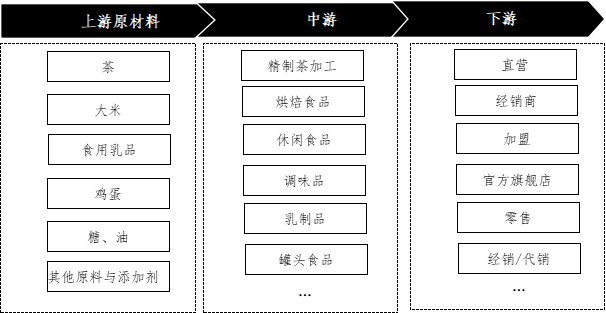 上游原材料
中游
下游
茶
大米
食用乳品
鸡蛋
糖、油
其他原料与添加剂
精制茶加工
烘焙食品
休闲食品
调味品
乳制品
罐头食品
...
直营
经销商
加盟
官方旗舰店
零售
经销/代销
...